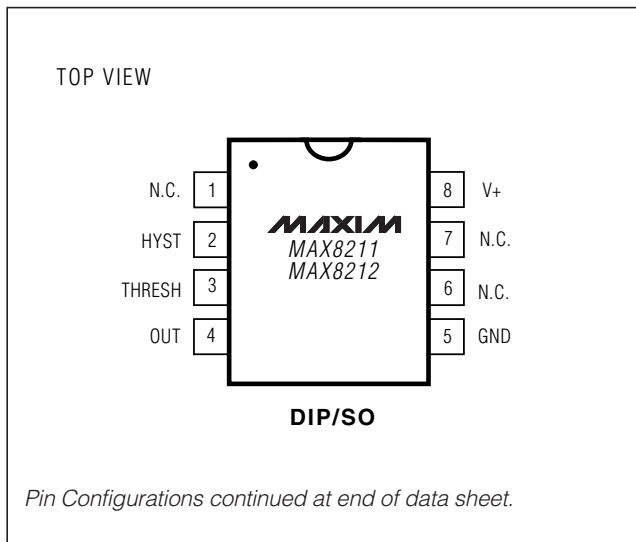 TOP VIEW
N.C. 1 8 V+
HYST 2 MAXIM 7 N.C.
MAX8211
MAX8212
THRESH 3 6 N.C.
OUT 4 5 GND
DIP/SO
Pin Configurations continued at end of data sheet.